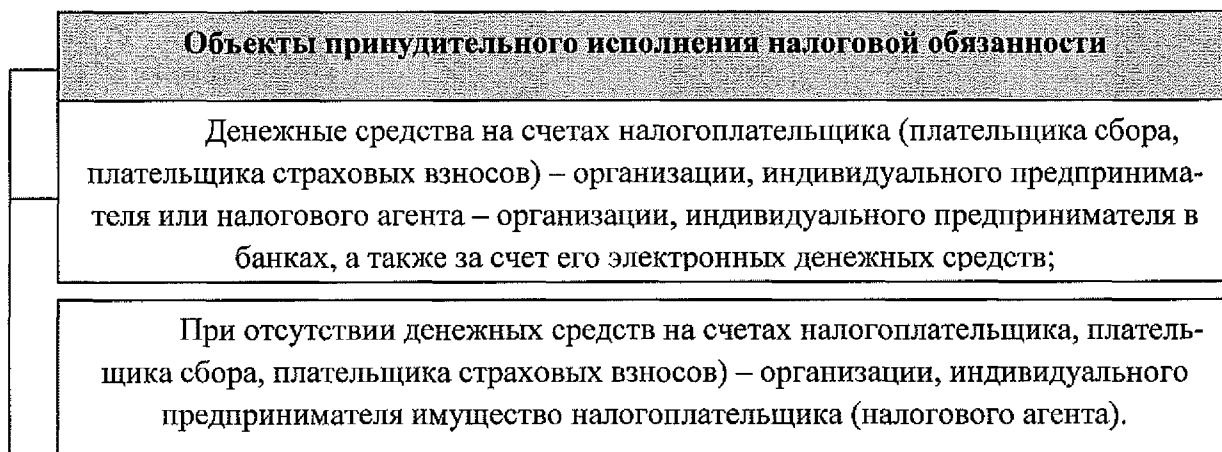 Объекты принудительного исполнения налоговой обязанности
Денежные средства на счетах налогоплательщика (плательщика сбора,
плательщика страховых взносов) – организации, индивидуального предпринима-
теля или налогового агента – организации, индивидуального предпринимателя в
банках, а также за счет его электронных денежных средств;
При отсутствии денежных средств на счетах налогоплательщика, платель-
щика сбора, плательщика страховых взносов) – организации, индивидуального
предпринимателя имущество налогоплательщика (налогового агента).